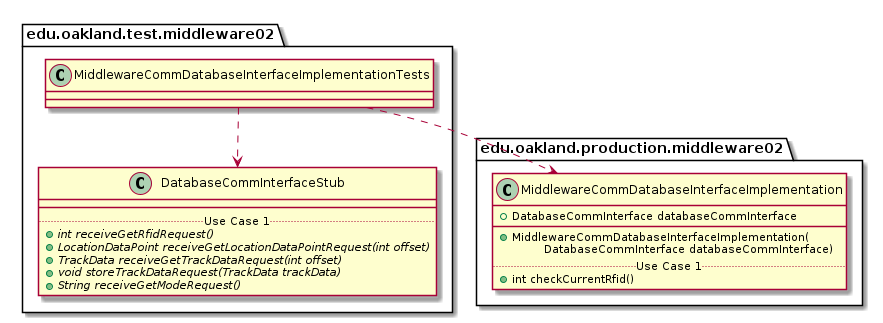 edu.oakland.test.middleware02
C MiddlewareCommDatabaseInterfaceImplementationTests
C DatabaseCommInterfaceStub
Use Case 1
int receiveGetRfidRequest()
LocationDataPoint receiveGetLocationDataPointRequest(int offset)
TrackData receiveGetTrackDataRequest(int offset)
void storeTrackDataRequest(TrackData trackData)
String receiveGetModeRequest()
edu.oakland.production.middleware02
C MiddlewareCommDatabaseInterfaceImplementation
DatabaseCommInterface databaseCommInterface
MiddlewareCommDatabaseInterfaceImplementation(
DatabaseCommInterface databaseCommInterface)
Use Case 1
int checkCurrentRfid()